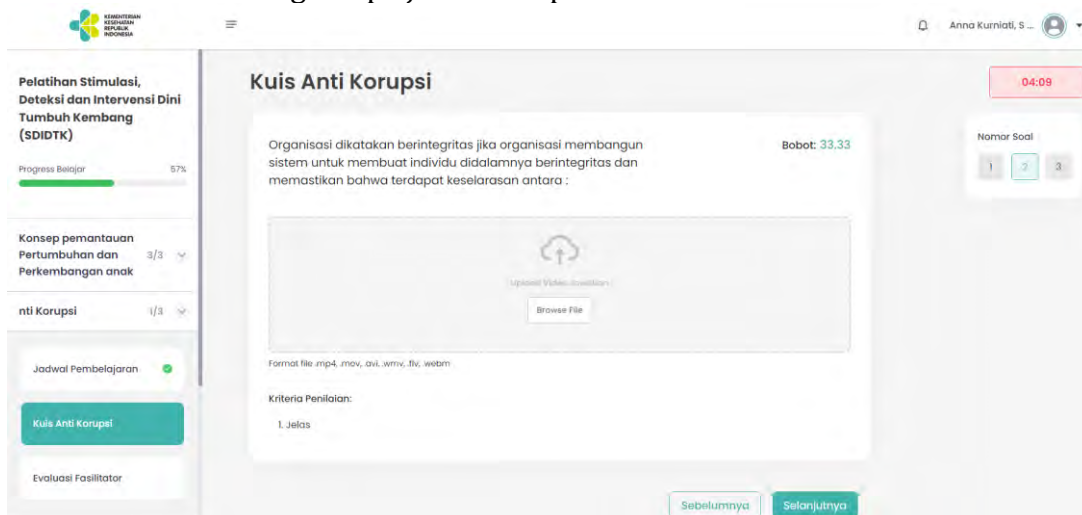 KEMENTERIAN
KESEHATAN
REPUBLIK
INDONESIA
Anna Kurniati, S ...
Pelatihan Stimulasi,
Deteksi dan Intervensi Dini
Tumbuh Kembang
(SDIDTK)
Progress Belajar 57%
Konsep pemantauan
Pertumbuhan dan 3/3
Perkembangan anak
nti Korupsi 1/3
Jadwal Pembelajaran
Kuis Anti Korupsi
Evaluasi Fasilitator
Kuis Anti Korupsi
04:09
Organisasi dikatakan berintegritas jika organisasi membangun
sistem untuk membuat individu didalamnya berintegritas dan
memastikan bahwa terdapat keselarasan antara :
Bobot: 33.33
Upload Video Jawaban
Browse File
Format file .mp4, .mov, .avi, .wmv, .flv, .webm
Kriteria Penilaian:
1. Jelas
Sebelumnya
Selanjutnya
Nomor Soal
1 2 3